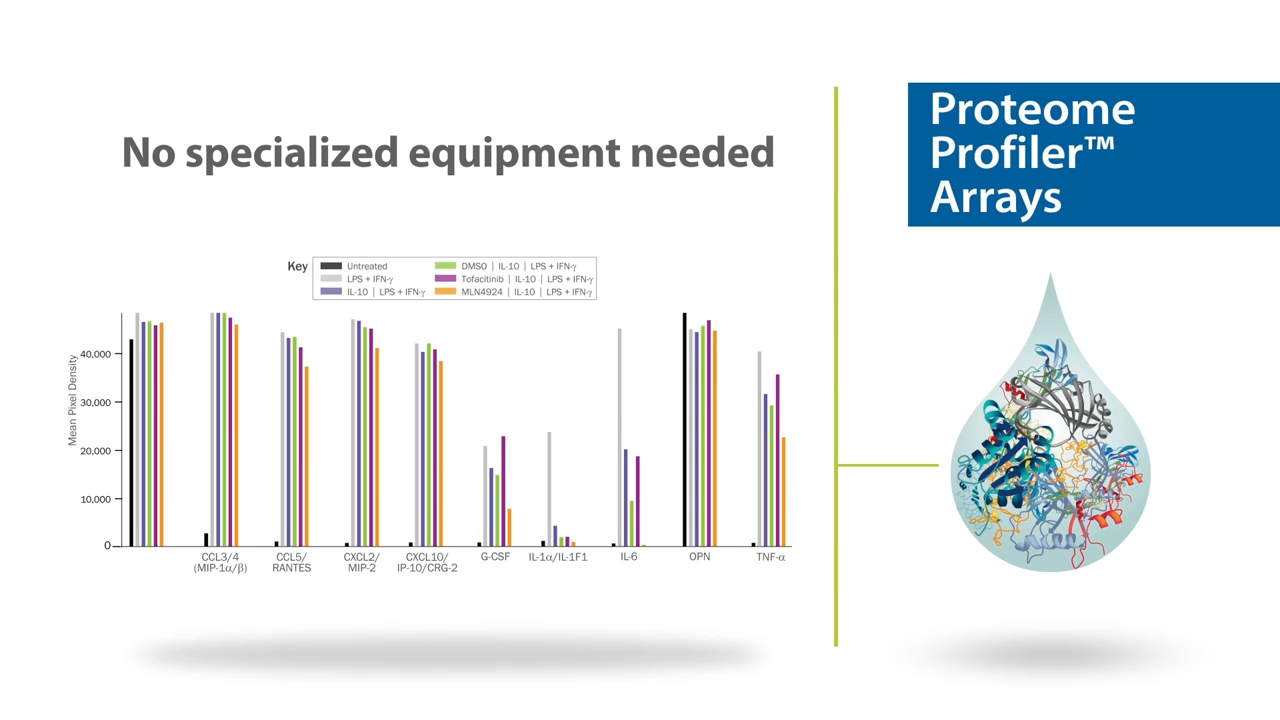 No specialized equipment needed
Proteome
Profiler™
Arrays
Key
Untreated
LPS + IFN-γ
IL-10 | LPS + IFN-γ
DMSO | IL-10 | LPS + IFN-γ
Tofacitinib | IL-10 | LPS + IFN-γ
MLN4924 | IL-10 | LPS + IFN-γ
Mean Pixel Density
40,000
30,000
20,000
10,000
0
CCL3/4
(MIP-1α/β)
CCL5/
RANTES
CXCL2/
MIP-2
CXCL10/
IP-10/CRG-2
G-CSF
IL-1α/IL-1F1
IL-6
OPN
TNF-α